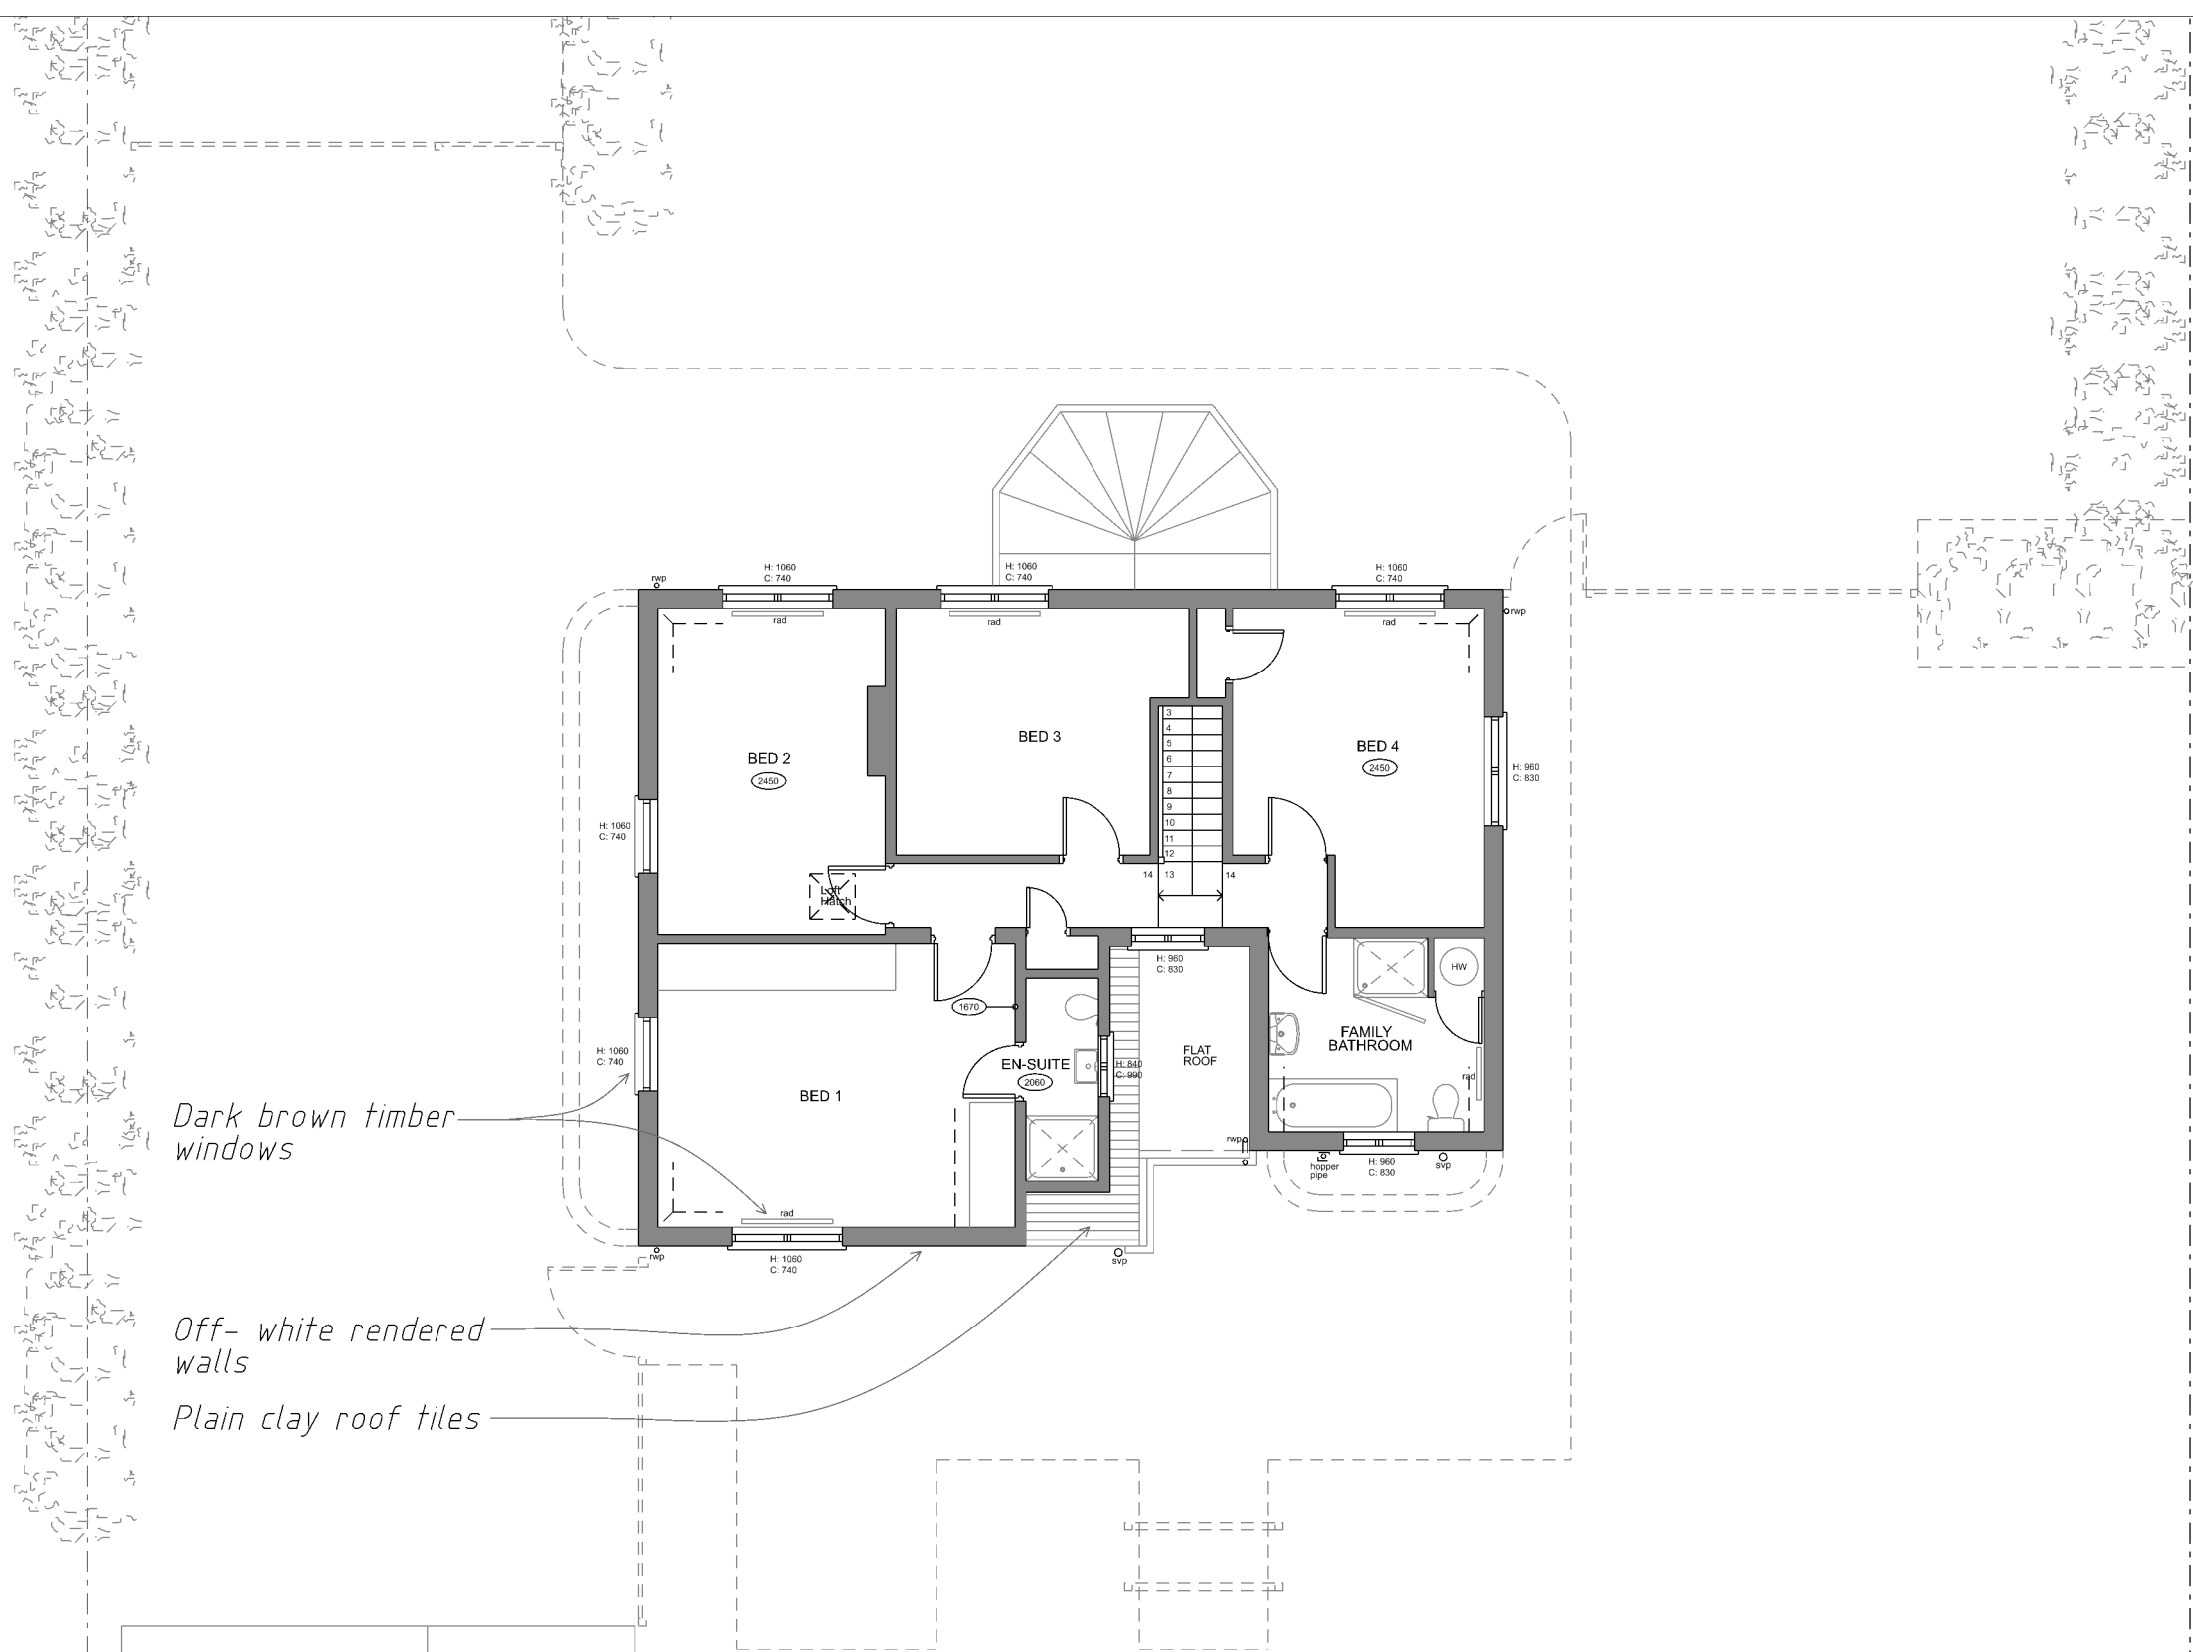 H: 1060
C: 740
H: 1060
C: 740
H: 1060
C: 740
rwp
rwp
rad
rad
rad
BED 2
2450
BED 3
BED 4
2450
H: 960
C: 830
3
4
5
6
7
8
9
10
11
12
14
13
14
H: 1060
C: 740
Loft
Hatch
H: 960
C: 830
HW
1670
FAMILY
BATHROOM
FLAT
ROOF
H: 1060
C: 740
EN-SUITE
2060
H: 840
C: 990
rad
BED 1
Dark brown timber
windows
rwp
hopper
pipe
H: 960
C: 830
svp
rad
rwp
H: 1060
C: 740
svp
Off- white rendered
walls
Plain clay roof tiles